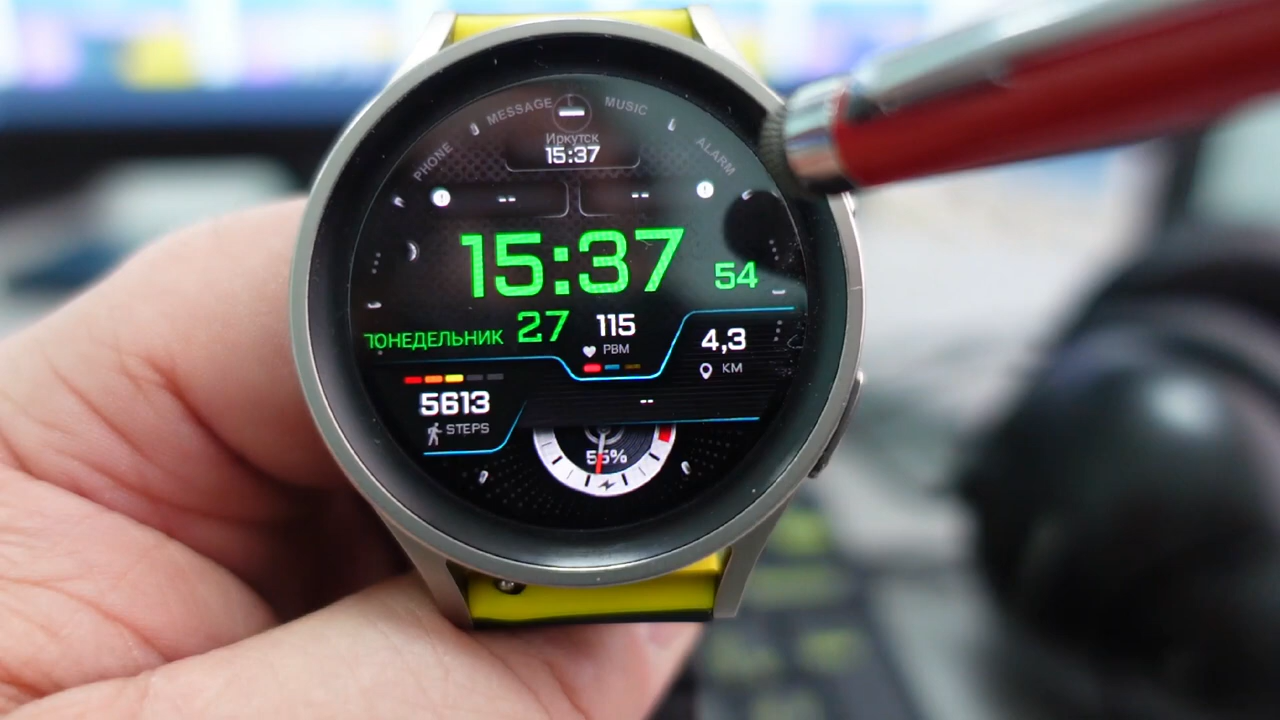 MESSAGE
MUSIC
PHONE
ALARM
Иркутск
15:37
-- --
15:37
54
ПОНЕДЕЛЬНИК 27
115
PBM
4,3
KM
5613
STEPS
--
55%